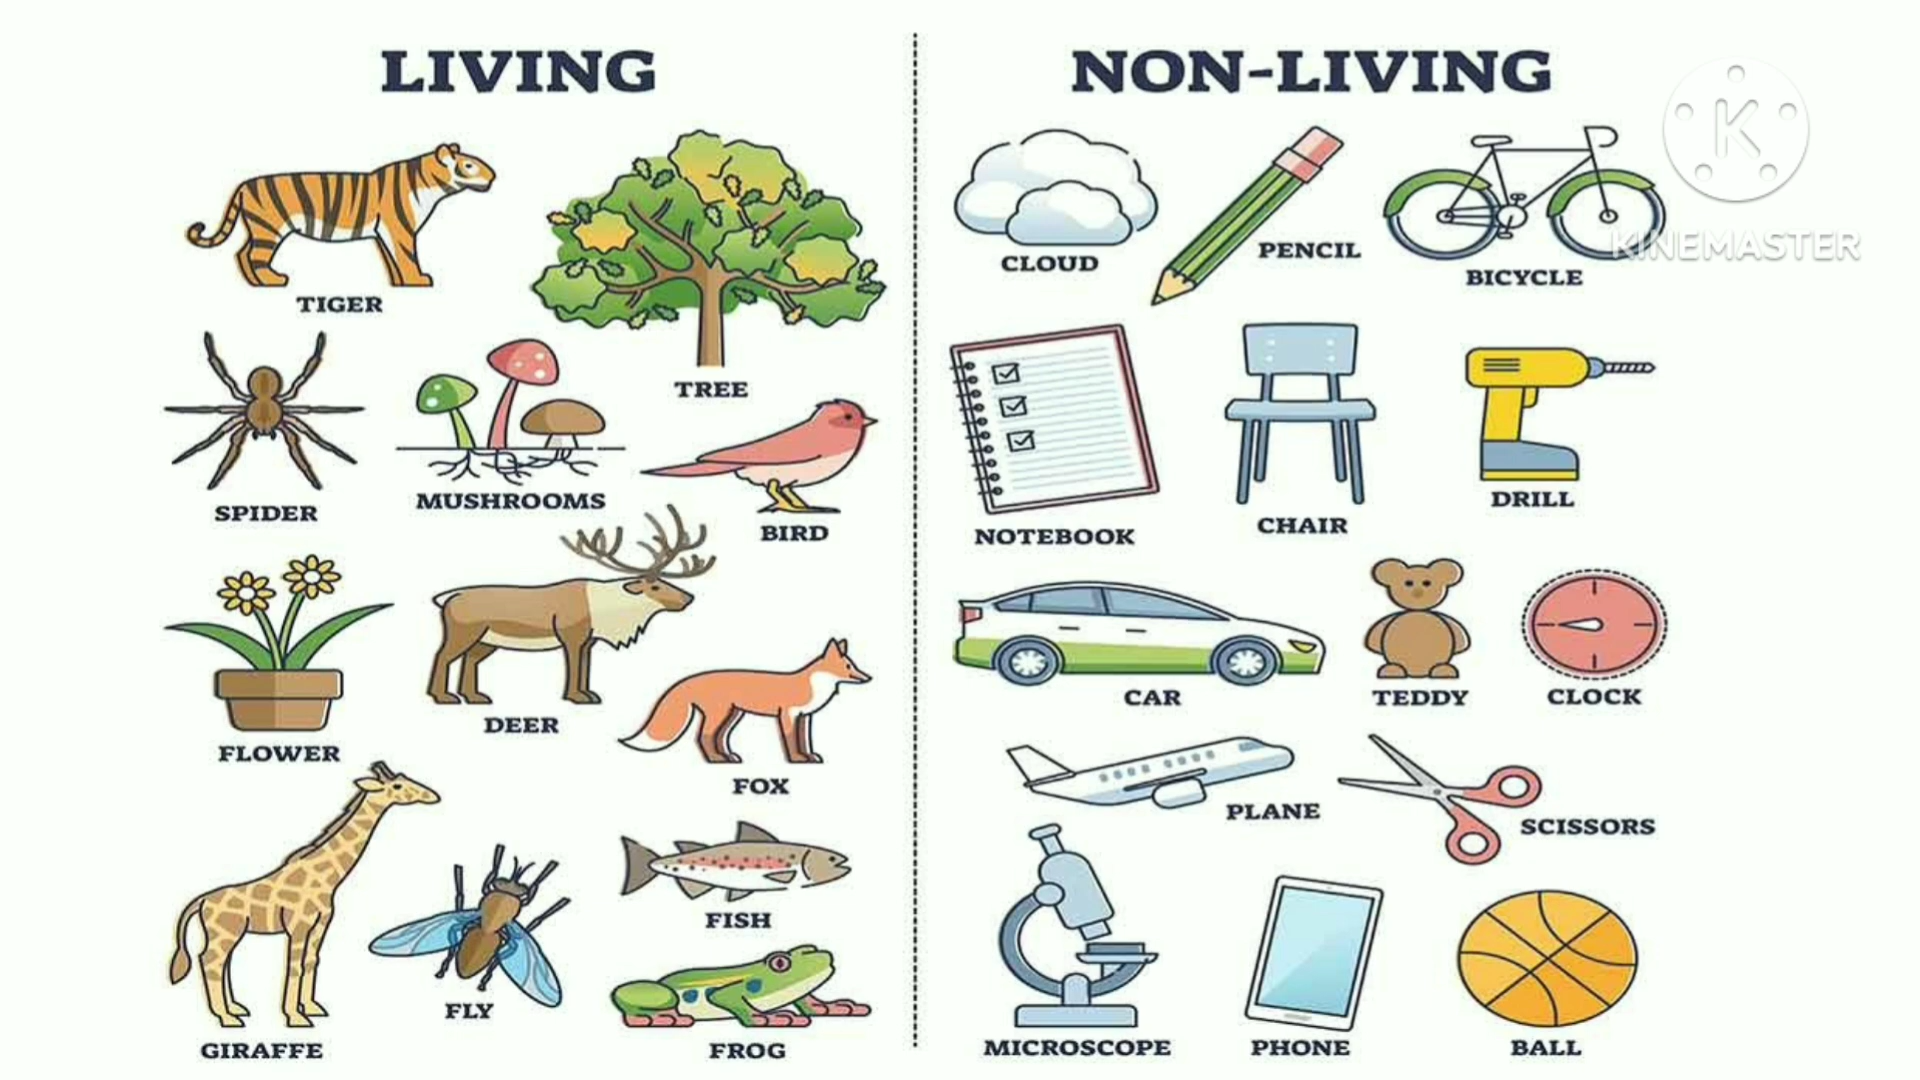 LIVING
TIGER
TREE
SPIDER
MUSHROOMS
BIRD
FLOWER
DEER
FOX
GIRAFFE
FLY
FISH
FROG
NON-LIVING
K
KINEMASTER
CLOUD
PENCIL
BICYCLE
NOTEBOOK
CHAIR
DRILL
CAR
TEDDY
CLOCK
PLANE
SCISSORS
MICROSCOPE
PHONE
BALL